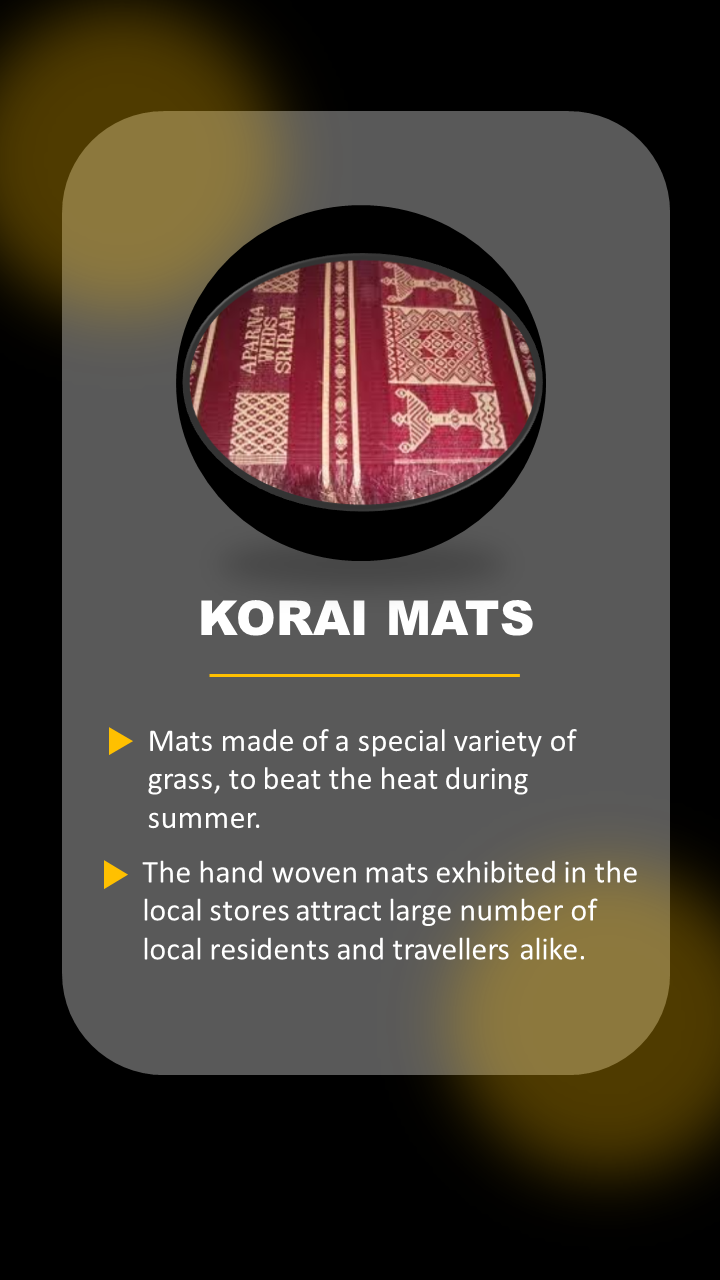 APARNA
WEDS
SRIRAM
KORAI MATS
Mats made of a special variety of
grass, to beat the heat during
summer.
The hand woven mats exhibited in the
local stores attract large number of
local residents and travellers alike.